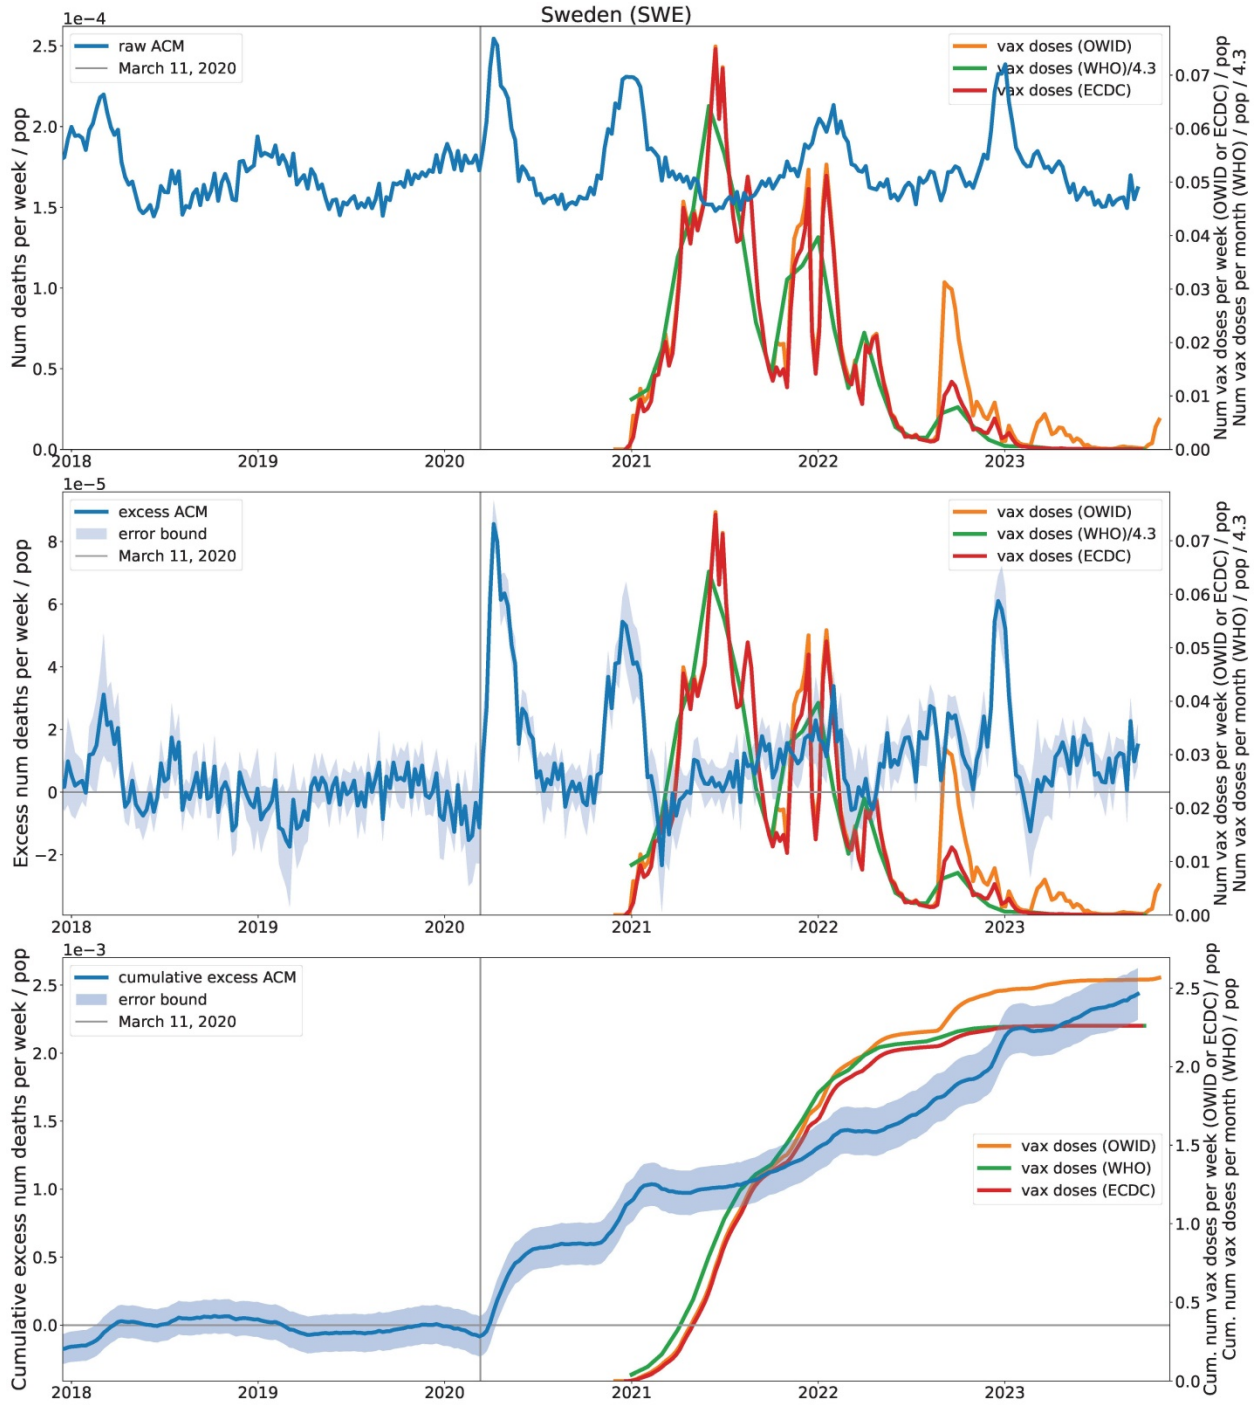 Sweden (SWE)
1e−4
raw ACM
March 11, 2020
vax doses (OWID)
vax doses (WHO)/4.3
vax doses (ECDC)
Num deaths per week / pop
2.5
2.0
1.5
1.0
0.5
0.0
0.07
0.06
0.05
0.04
0.03
0.02
0.01
0.00
Num vax doses per week (OWID or ECDC) / pop
Num vax doses per month (WHO) / pop / 4.3
2018 2019 2020 2021 2022 2023
1e−5
excess ACM
error bound
March 11, 2020
vax doses (OWID)
vax doses (WHO)/4.3
vax doses (ECDC)
Excess num deaths per week / pop
8
6
4
2
0
−2
0.07
0.06
0.05
0.04
0.03
0.02
0.01
0.00
Num vax doses per week (OWID or ECDC) / pop
Num vax doses per month (WHO) / pop / 4.3
2018 2019 2020 2021 2022 2023
1e−3
cumulative excess ACM
error bound
March 11, 2020
vax doses (OWID)
vax doses (WHO)
vax doses (ECDC)
Cumulative excess num deaths per week / pop
2.5
2.0
1.5
1.0
0.5
0.0
2.5
2.0
1.5
1.0
0.5
0.0
Cum. num vax doses per week (OWID or ECDC) / pop
Cum. num vax doses per month (WHO) / pop
2018 2019 2020 2021 2022 2023